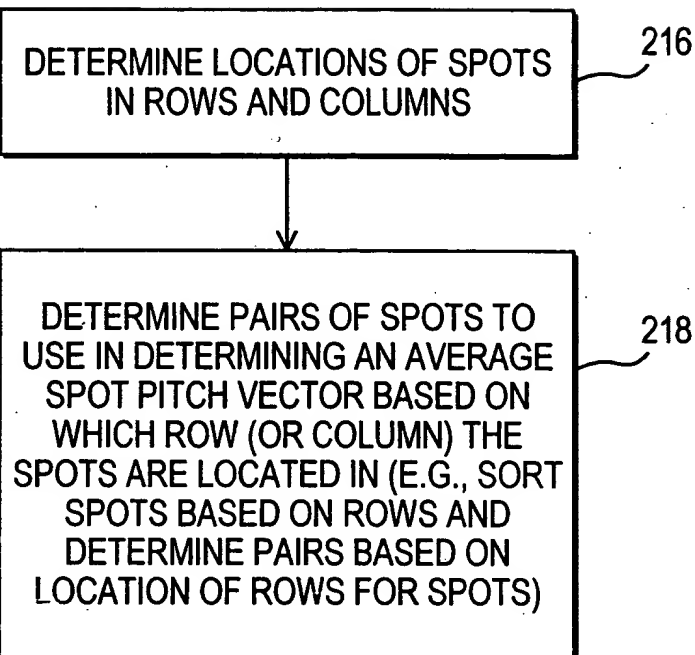 DETERMINE LOCATIONS OF SPOTS
IN ROWS AND COLUMNS
216
DETERMINE PAIRS OF SPOTS TO
USE IN DETERMINING AN AVERAGE
SPOT PITCH VECTOR BASED ON
WHICH ROW (OR COLUMN) THE
SPOTS ARE LOCATED IN (E.G., SORT
SPOTS BASED ON ROWS AND
DETERMINE PAIRS BASED ON
LOCATION OF ROWS FOR SPOTS)
218